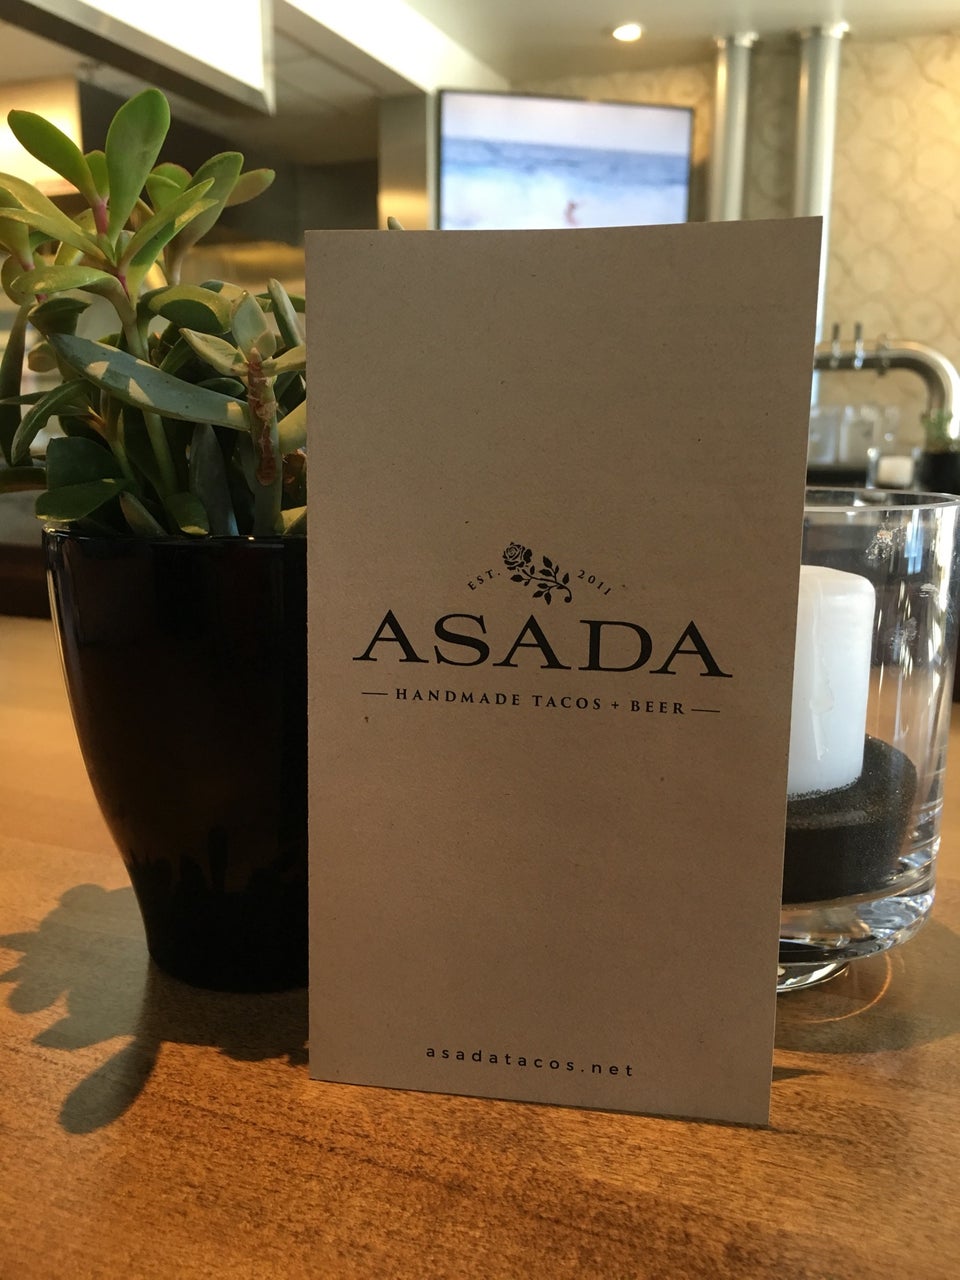 EST. 2011
ASADA
HANDMADE TACOS + BEER
asadatacos.net